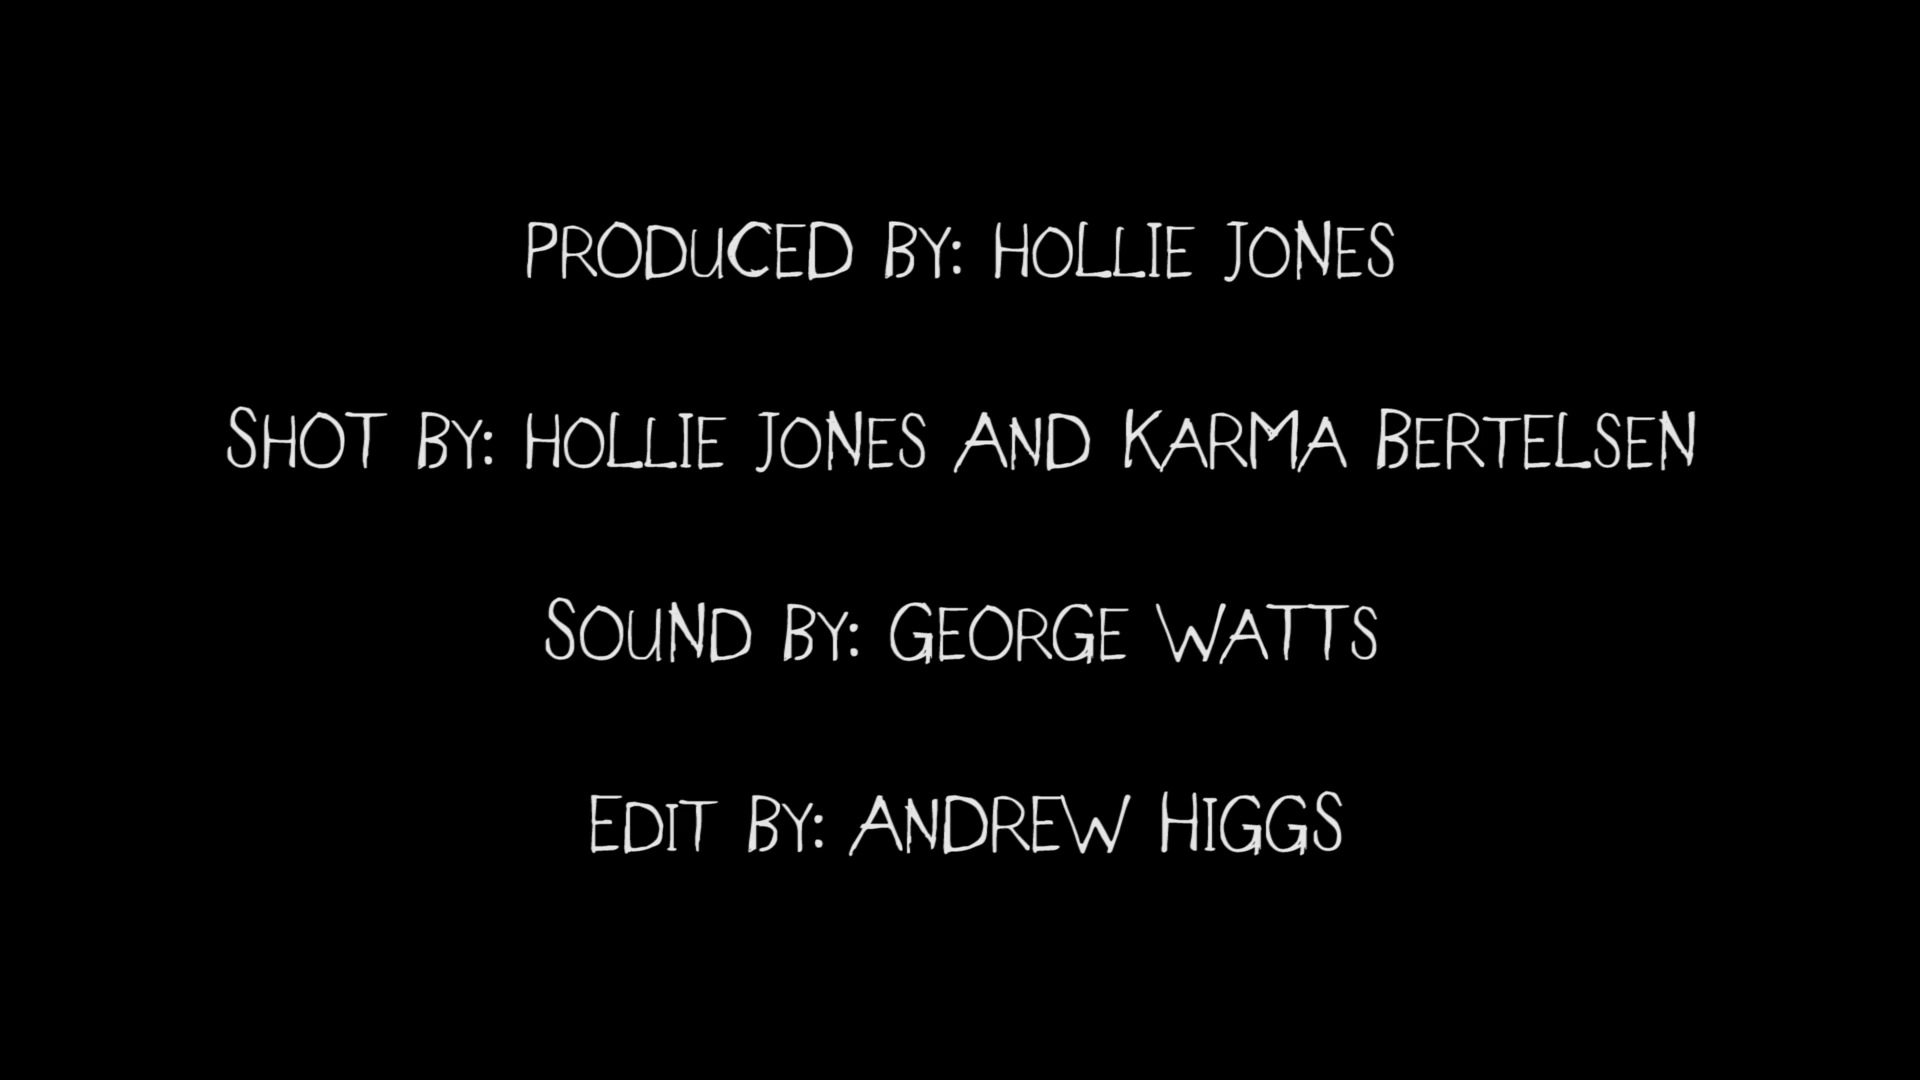 Produced by: Hollie Jones
Shot by: Hollie Jones and Karma Bertelsen
Sound by: George Watts
Edit by: Andrew Higgs